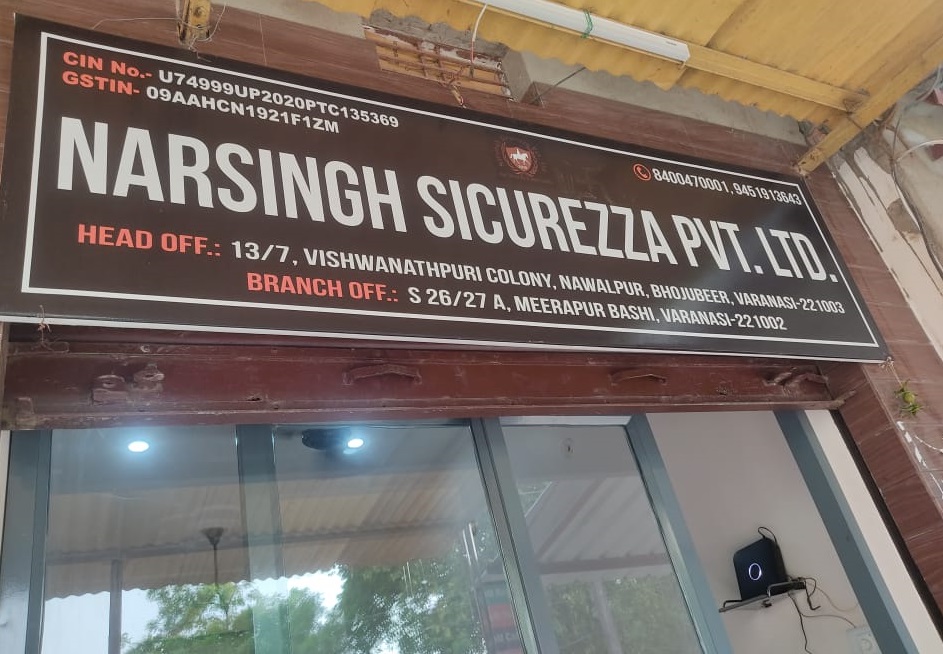 CIN No.- U74999UP2020PTC135369
GSTIN- 09AAHCN1921F1ZM
8400470001, 9451913643
NARSINGH SICUREZZA PVT. LTD.
HEAD OFF.: 13/7, VISHWANATHPURI COLONY, NAWALPUR, BHOJUBEER, VARANASI-221003
BRANCH OFF.: S 26/27 A, MEERAPUR BASHI, VARANASI-221002